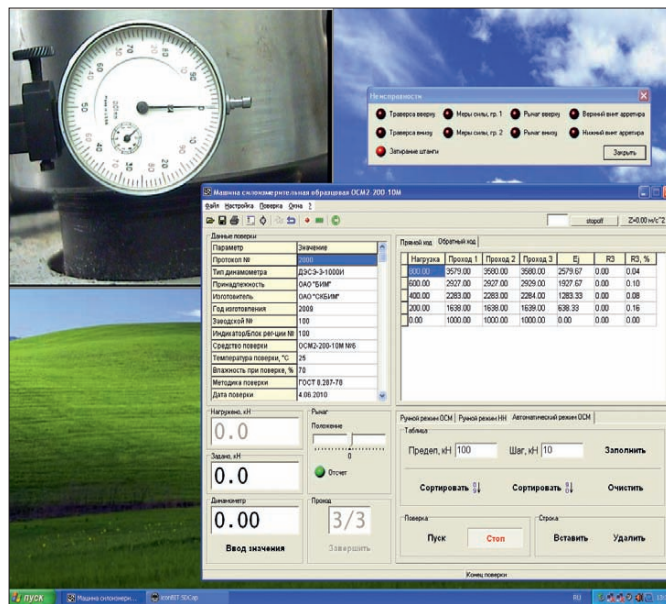 Неисправности
Траверса вверху
Меры силы, гр. 1
Рычаг вверху
Верхний винт арретира
Траверса внизу
Меры силы, гр. 2
Рычаг внизу
Нижний винт арретира
Затирание штанги
Закрыть
Машина силоизмерительная образцовая ОСМ2-200-10М
Файл Настройка Поверка Окна ?
stopoff Z=0.00 м/с^2
Данные поверки
Параметр Значение
Протокол № 2000
Тип динамометра ДЭСЭ-3-1000И
Принадлежность ОАО "БИМ"
Изготовитель ОАО "СКБИМ"
Год изготовления 2009
Заводской № 100
Индикатор/Блок рег-ции № 100
Средство поверки ОСМ2-200-10М №6
Температура поверки, °С 25
Влажность при поверке, % 70
Методика поверки ГОСТ 8.287-78
Дата поверки 4.06.2010
Прямой ход Обратный ход
Нагрузка Проход 1 Проход 2 Проход 3 Ej R3 R3, %
800.00 3579.00 3580.00 3580.00 2579.67 0.00 0.04
600.00 2927.00 2927.00 2929.00 1927.67 0.00 0.10
400.00 2283.00 2283.00 2284.00 1283.33 0.00 0.08
200.00 1638.00 1638.00 1639.00 638.33 0.00 0.16
0.00 1000.00 1000.00 1000.00 0.00 0.00 0.00
Нагружено, кН
0.0
Рычаг
Положение
0
Отсчет
Задано, кН
0.0
Динамометр
0.00
Ввод значения
Проход
3/3
Завершить
Ручной режим ОСМ Ручной режим НН Автоматический режим ОСМ
Таблица
Предел, кН 100 Шаг, кН 10 Заполнить
Сортировать Сортировать Очистить
Поверка
Пуск Стоп
Строка
Вставить Удалить
Конец поверки
пуск
Машина силоизмери...
RU